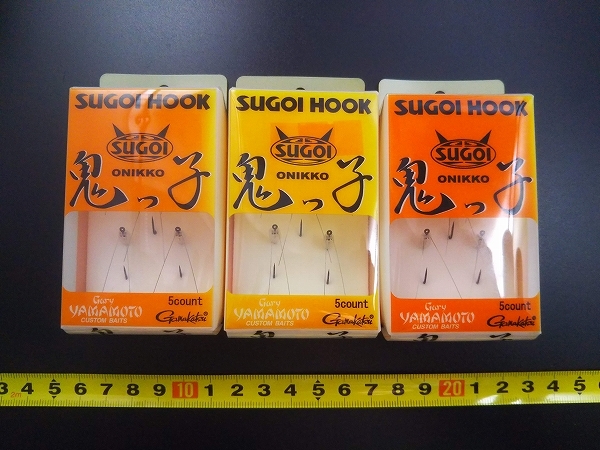 SUGOI HOOK
SUGOI
ONIKKO
鬼っ子
5count
Gary
YAMAMOTO
CUSTOM BAITS
Gamakatsu
SUGOI HOOK
SUGOI
ONIKKO
鬼っ子
5count
Gary
YAMAMOTO
CUSTOM BAITS
Gamakatsu
SUGOI HOOK
SUGOI
ONIKKO
鬼っ子
5count
Gary
YAMAMOTO
CUSTOM BAITS
Gamakatsu
3 4 5 6 7 8 9 10 1 2 3 4 5 6 7 8 9 20 1 2 3 4 5
2m